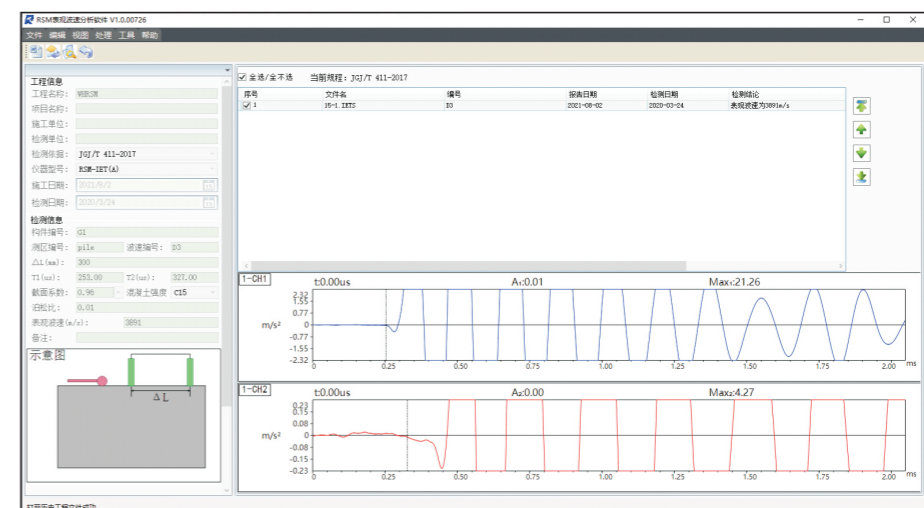 RSM表观波速分析软件 V1.0.00726
文件 编辑 视图 处理 工具 帮助
工程信息
工程名称: WEBRSM
项目名称:
施工单位:
检测单位:
检测依据: JGJ/T 411-2017
仪器型号: RSM-IET(A)
施工日期: 2021/8/2
检测日期: 2020/3/24
检测信息
构件编号: G1
测区编号: pile 波速编号: D3
△L(mm): 300
T1(us): 253.00 T2(us): 327.00
截面系数: 0.96 混凝土强度 C15
泊松比: 0.01
表观波速(m/s): 3891
备注:
示意图
ΔL
全选/全不选 当前规程: JGJ/T 411-2017
序号 文件名 编号 报告日期 检测日期 检测结论
1 15-1.IETS D3 2021-08-02 2020-03-24 表观波速为3891m/s
1-CH1 t:0.00us A₁:0.01 Max₁:21.26
2.32
1.55
0.77
m/s² 0
-0.77
-1.55
-2.32
0 0.25 0.50 0.75 1.00 1.25 1.50 1.75 2.00 ms
1-CH2 t:0.00us A₂:0.00 Max₂:4.27
0.23
0.15
0.08
m/s² 0
-0.08
-0.15
-0.23
0 0.25 0.50 0.75 1.00 1.25 1.50 1.75 2.00 ms